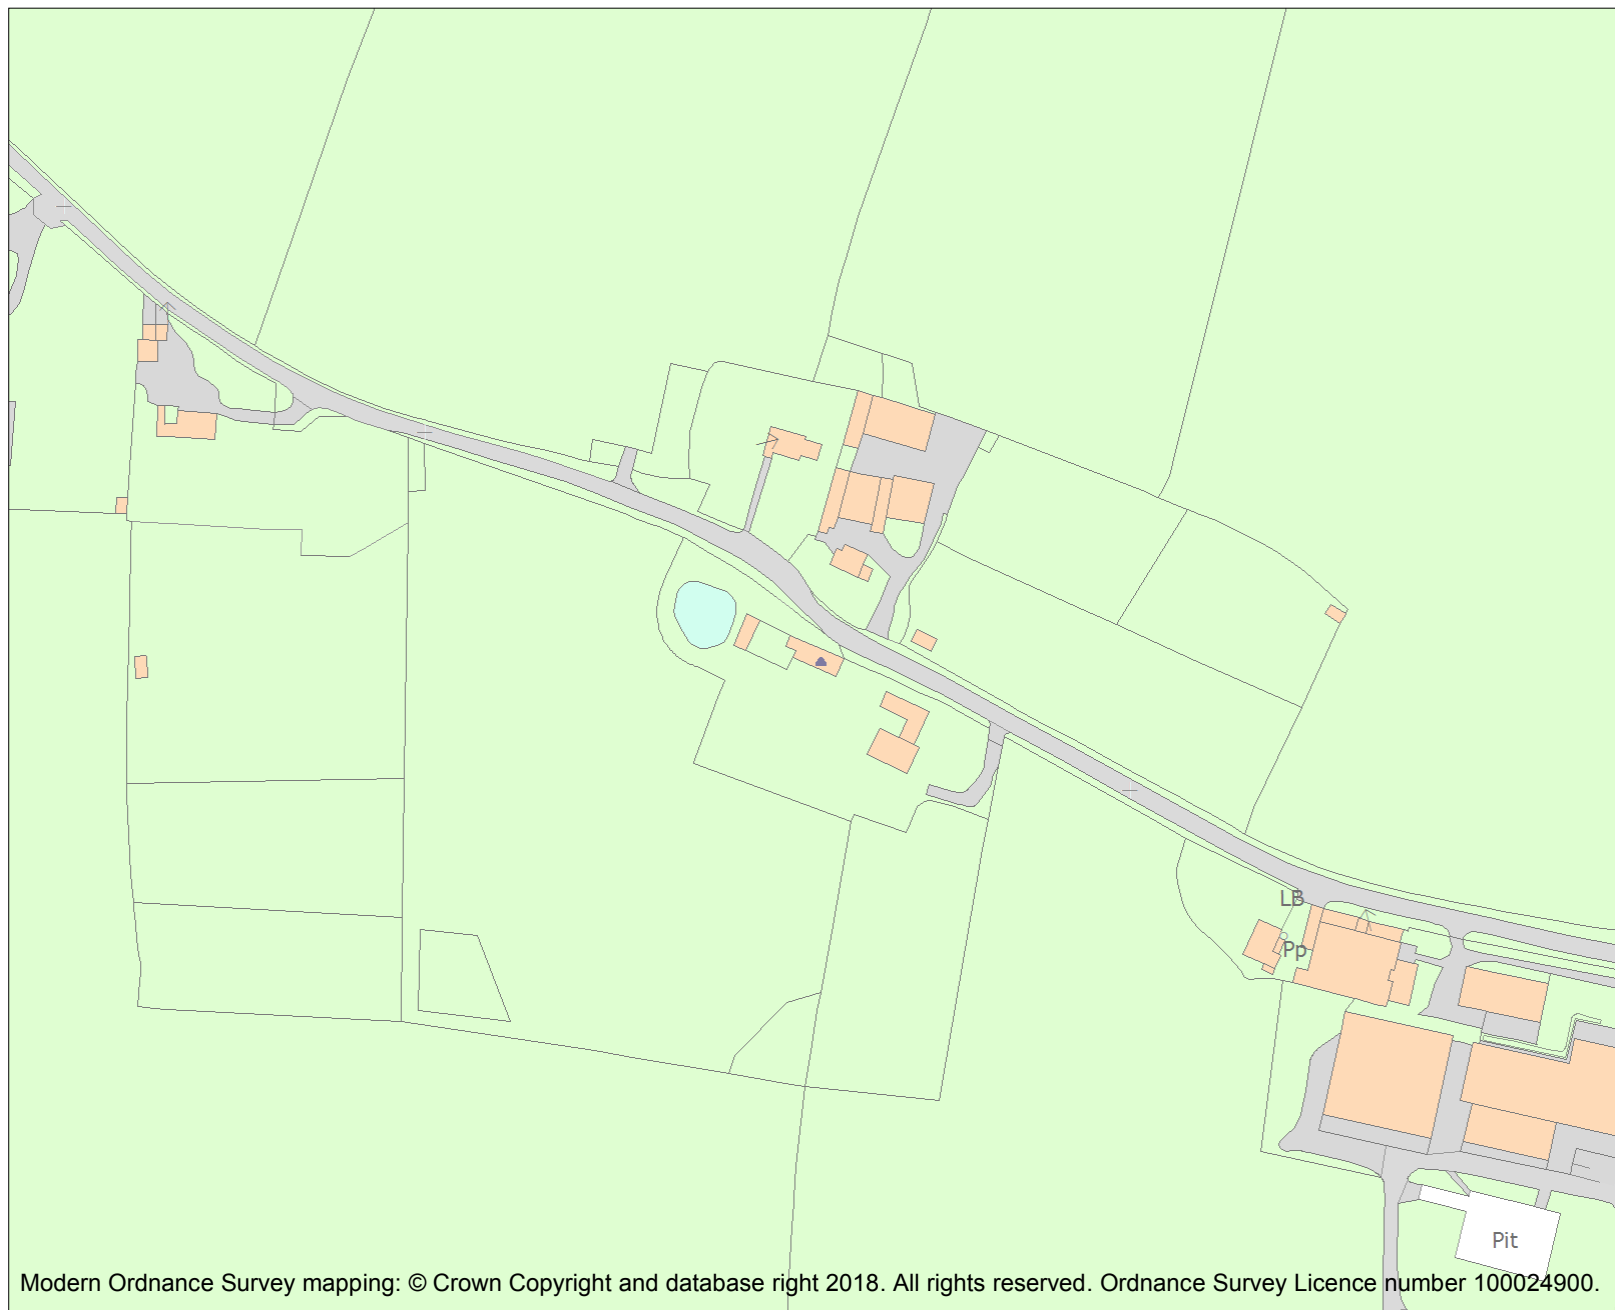 LB
Pp
Pit
Modern Ordnance Survey mapping: © Crown Copyright and database right 2018. All rights reserved. Ordnance Survey Licence number 100024900.